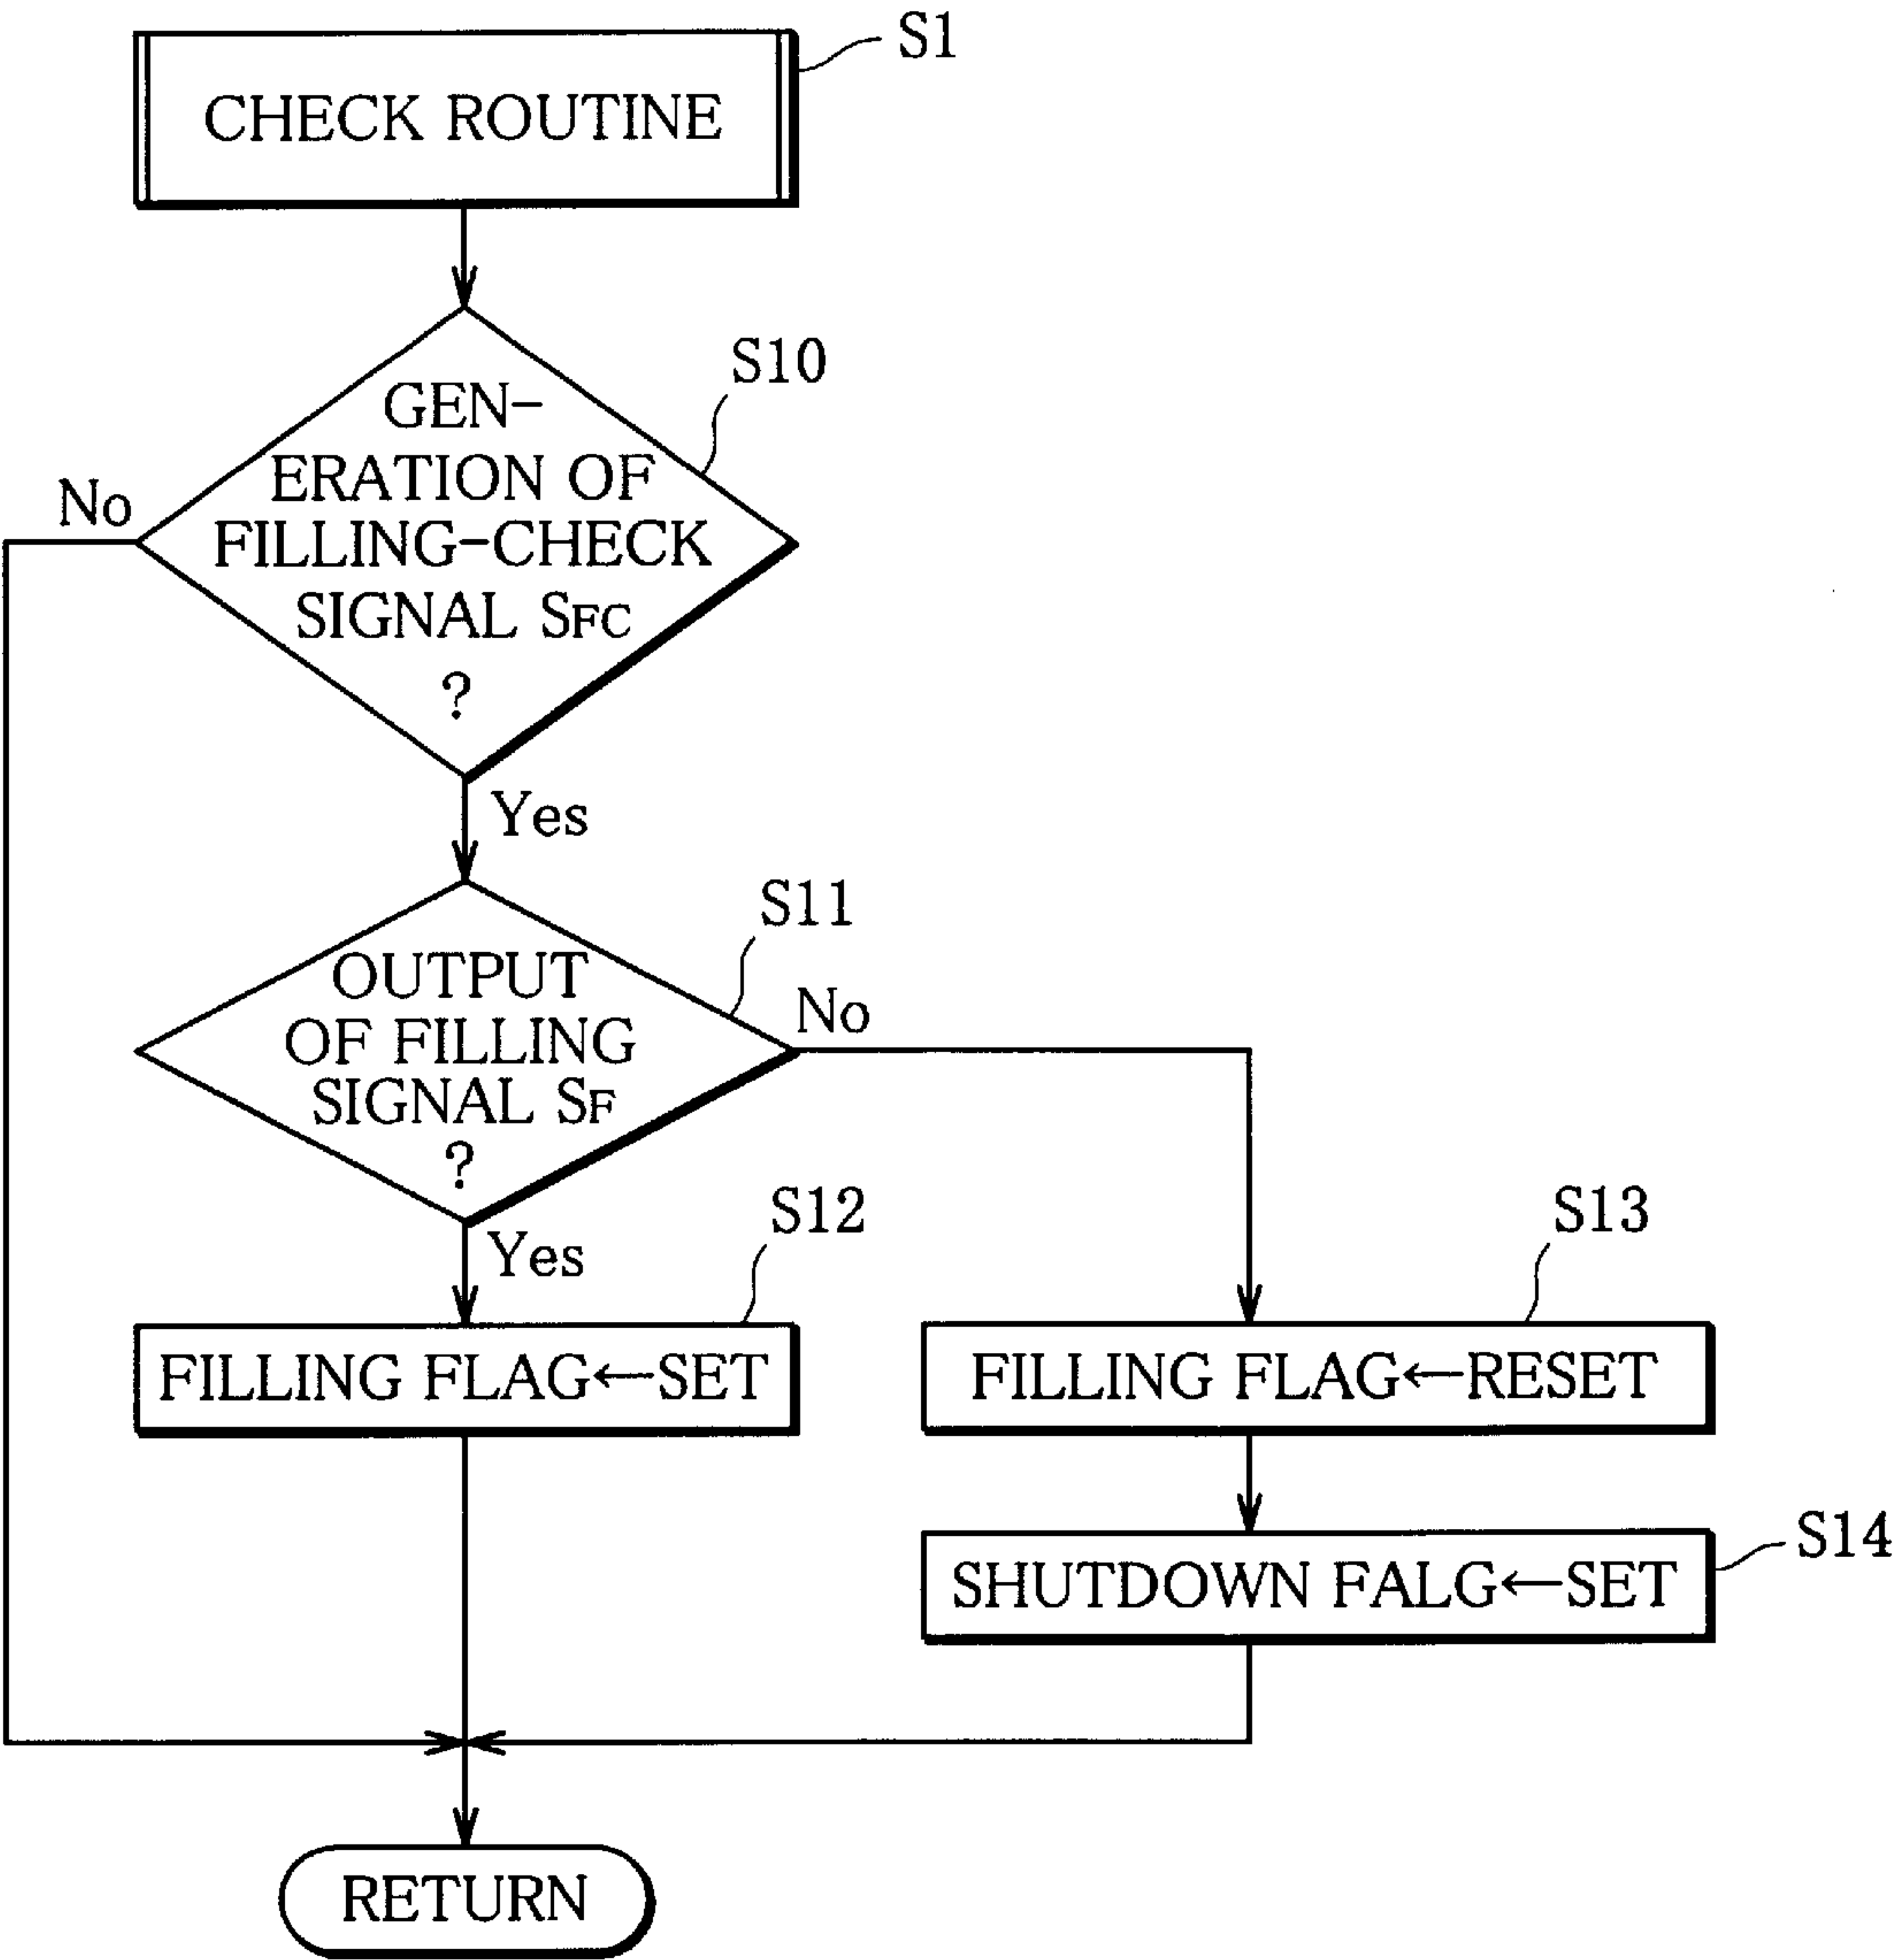 S1
CHECK ROUTINE
S10
GEN-
ERATION OF
FILLING-CHECK
SIGNAL SFC
?
No
Yes
S11
OUTPUT
OF FILLING
SIGNAL SF
?
No
Yes
S12
FILLING FLAG←SET
S13
FILLING FLAG←RESET
S14
SHUTDOWN FALG←SET
RETURN